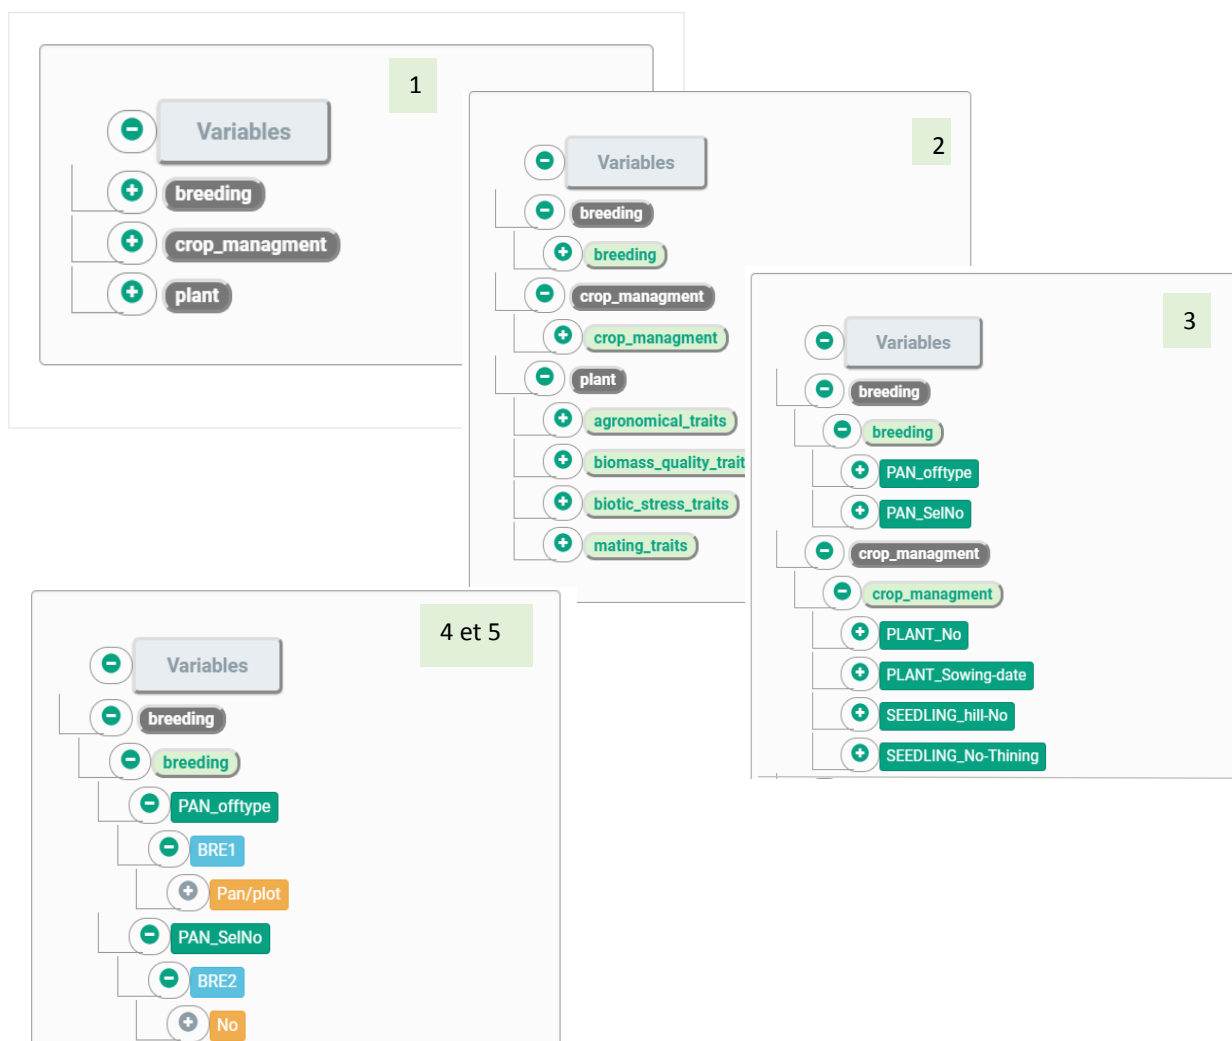 1
Variables
breeding
crop_managment
plant
2
Variables
breeding
breeding
crop_managment
crop_managment
plant
agronomical_traits
biomass_quality_trait
biotic_stress_traits
mating_traits
3
Variables
breeding
breeding
PAN_offtype
PAN_SelNo
crop_managment
crop_managment
PLANT_No
PLANT_Sowing-date
SEEDLING_hill-No
SEEDLING_No-Thining
4 et 5
Variables
breeding
breeding
PAN_offtype
BRE1
Pan/plot
PAN_SelNo
BRE2
No